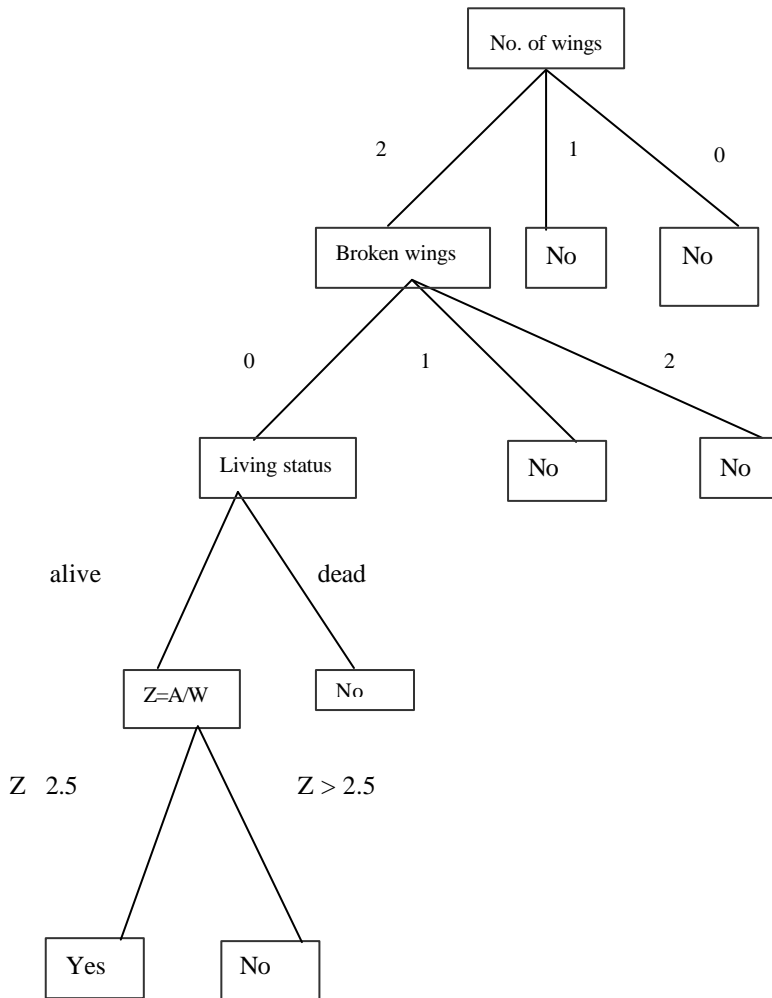 No. of wings
2
1
0
Broken wings
No
No
0
1
2
Living status
No
No
alive
dead
Z=A/W
No
Z 2.5
Z > 2.5
Yes
No